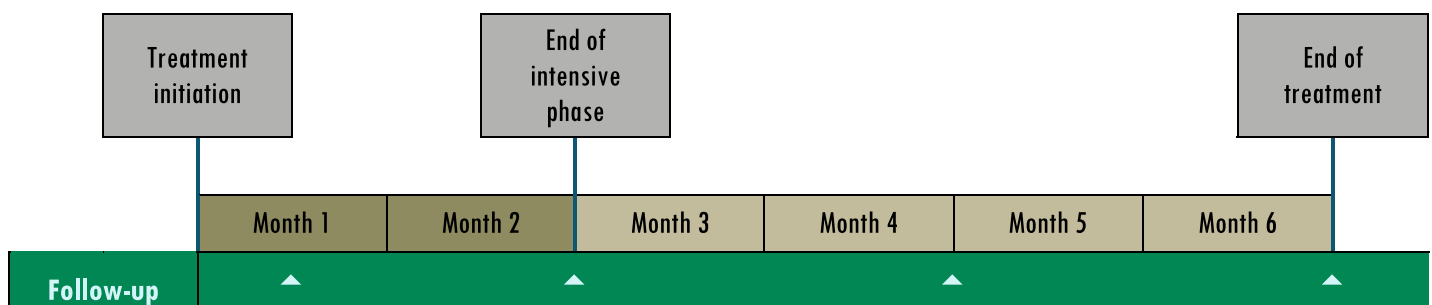 Treatment
initiation
End of
intensive
phase
End of
treatment
Month 1
Month 2
Month 3
Month 4
Month 5
Month 6
Follow-up